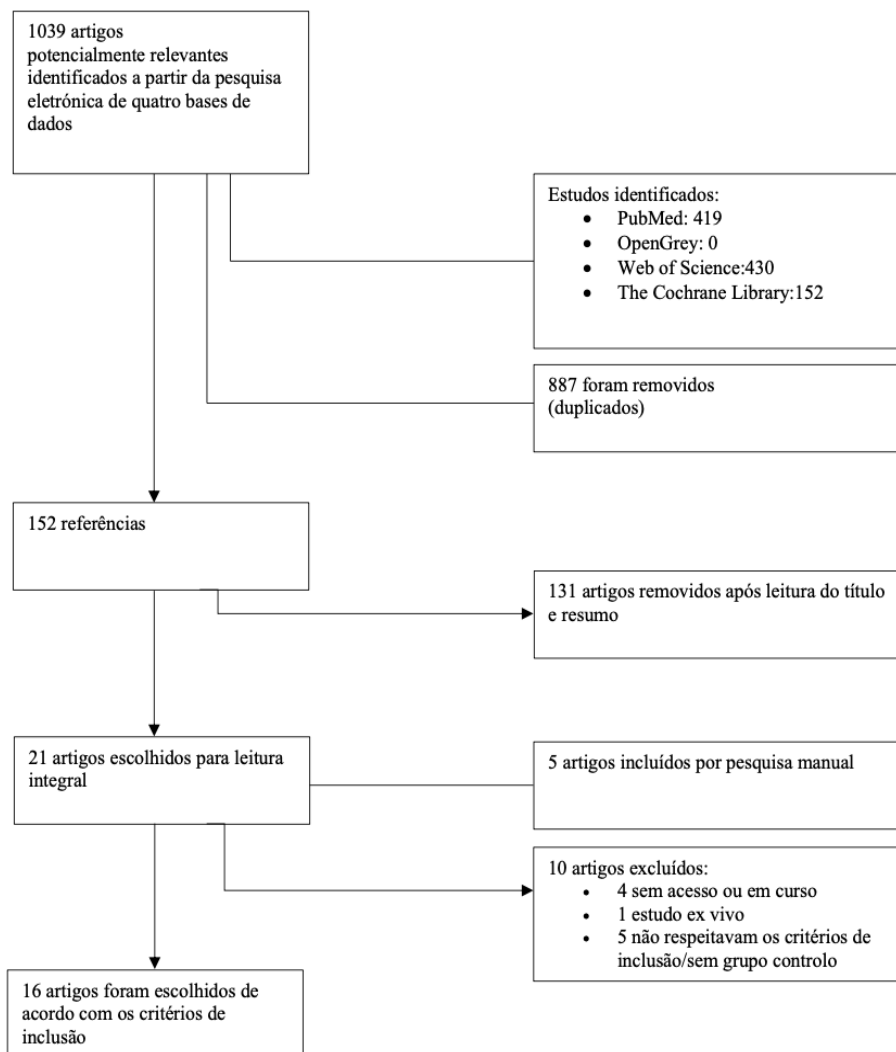 1039 artigos
potencialmente relevantes
identificados a partir da pesquisa
eletrónica de quatro bases de
dados
Estudos identificados:
• PubMed: 419
• OpenGrey: 0
• Web of Science:430
• The Cochrane Library:152
887 foram removidos
(duplicados)
152 referências
131 artigos removidos após leitura do título
e resumo
21 artigos escolhidos para leitura
integral
5 artigos incluídos por pesquisa manual
10 artigos excluídos:
• 4 sem acesso ou em curso
• 1 estudo ex vivo
• 5 não respeitavam os critérios de
inclusão/sem grupo controlo
16 artigos foram escolhidos de
acordo com os critérios de
inclusão